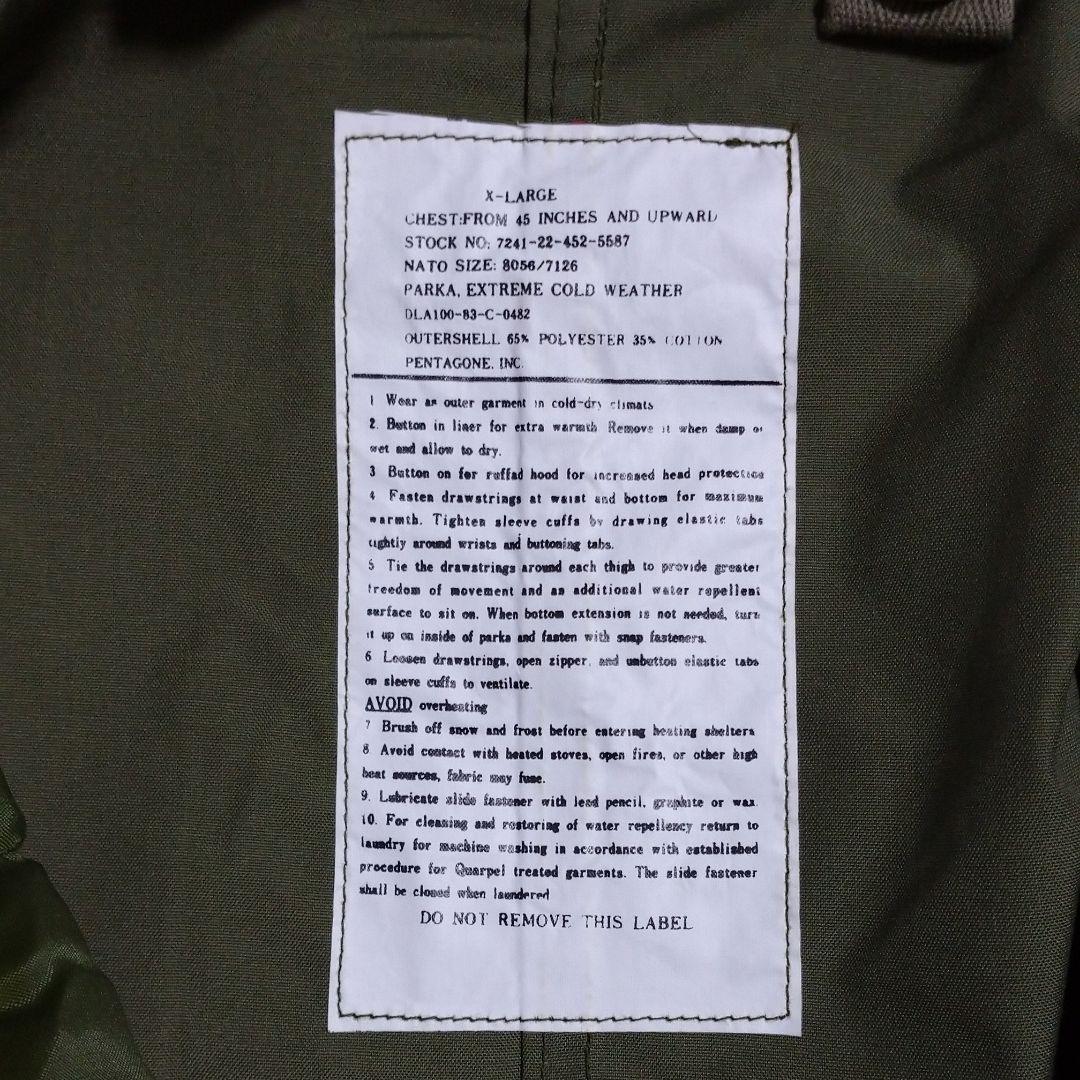 X-LARGE
CHEST:FROM 45 INCHES AND UPWARD
STOCK NO: 7241-22-452-5587
NATO SIZE: 8056/7126
PARKA, EXTREME COLD WEATHER
DLA100-83-C-0482
OUTERSHELL 65% POLYESTER 35% COTTON
PENTAGONE, INC.
1 Wear as outer garment in cold-dry climats
2. Button in liner for extra warmth Remove it when damp or
wet and allow to dry.
3 Button on for ruffad hood for increased head protection
4 Fasten drawstrings at waist and bottom for maximum
warmth. Tighten sleeve cuffs by drawing elastic tabs
tightly around wrists and buttoning tabs.
5 Tie the drawstrings around each thigh to provide greater
freedom of movement and as additional water repellent
surface to sit on. When bottom extension is not needed, turn
it up on inside of parka and fasten with snap fasteners.
6 Loosen drawstrings, open zipper, and unbutton elastic tabs
on sleeve cuffs to ventilate.
AVOID overheating
7 Brush off snow and frost before entering heating shelters
8 Avoid contact with heated stoves, open fires, or other high
heat sources, fabric may fuse.
9. Lubricate slide fastener with lead pencil, graphite or wax.
10. For cleaning and restoring of water repellency return to
laundry for machine washing in accordance with established
procedure for Quarpel treated garments. The slide fastener
shall be closed when laundered
DO NOT REMOVE THIS LABEL